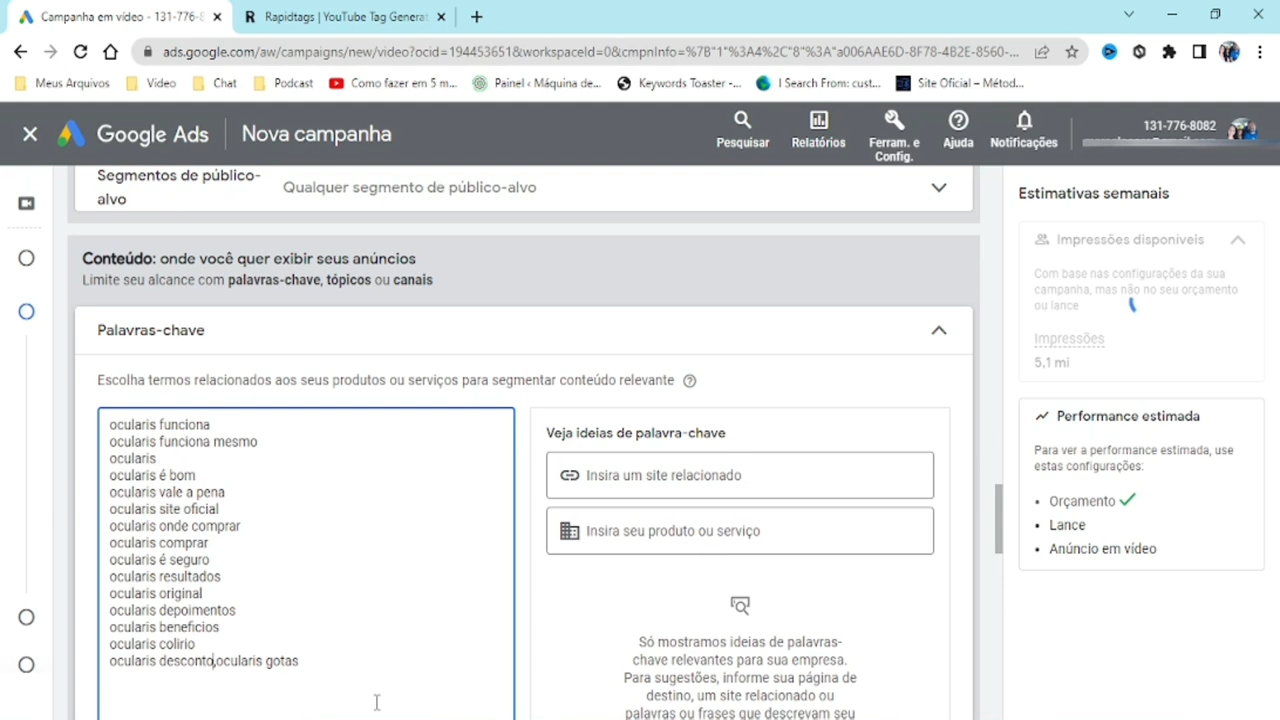 Campanha em vídeo - 131-776-8
Rapidtags | YouTube Tag Generat
ads.google.com/aw/campaigns/new/video?ocid=194453651&workspaceId=0&cmpnInfo=%7B"1"%3A4%2C"8"%3A"a006AAE6D-8F78-4B2E-8560-...
Meus Arquivos
Vídeo
Chat
Podcast
Como fazer em 5 m...
Painel ‹ Máquina de...
Keywords Toaster -...
I Search From: cust...
Site Oficial – Métod...
Google Ads
Nova campanha
Pesquisar
Relatórios
Ferram. e
Config.
Ajuda
Notificações
131-776-8082
Segmentos de público-
alvo
Qualquer segmento de público-alvo
Conteúdo: onde você quer exibir seus anúncios
Limite seu alcance com palavras-chave, tópicos ou canais
Palavras-chave
Escolha termos relacionados aos seus produtos ou serviços para segmentar conteúdo relevante
ocularis funciona
ocularis funciona mesmo
ocularis
ocularis é bom
ocularis vale a pena
ocularis site oficial
ocularis onde comprar
ocularis comprar
ocularis é seguro
ocularis resultados
ocularis original
ocularis depoimentos
ocularis beneficios
ocularis colirio
ocularis desconto,ocularis gotas
Veja ideias de palavra-chave
Insira um site relacionado
Insira seu produto ou serviço
Só mostramos ideias de palavras-
chave relevantes para sua empresa.
Para sugestões, informe sua página de
destino, um site relacionado ou
palavras ou frases que descrevam seu
Estimativas semanais
Impressões disponíveis
Com base nas configurações da sua
campanha, mas não no seu orçamento
ou lance
Impressões
5,1 mi
Performance estimada
Para ver a performance estimada, use
estas configurações:
Orçamento
Lance
Anúncio em vídeo